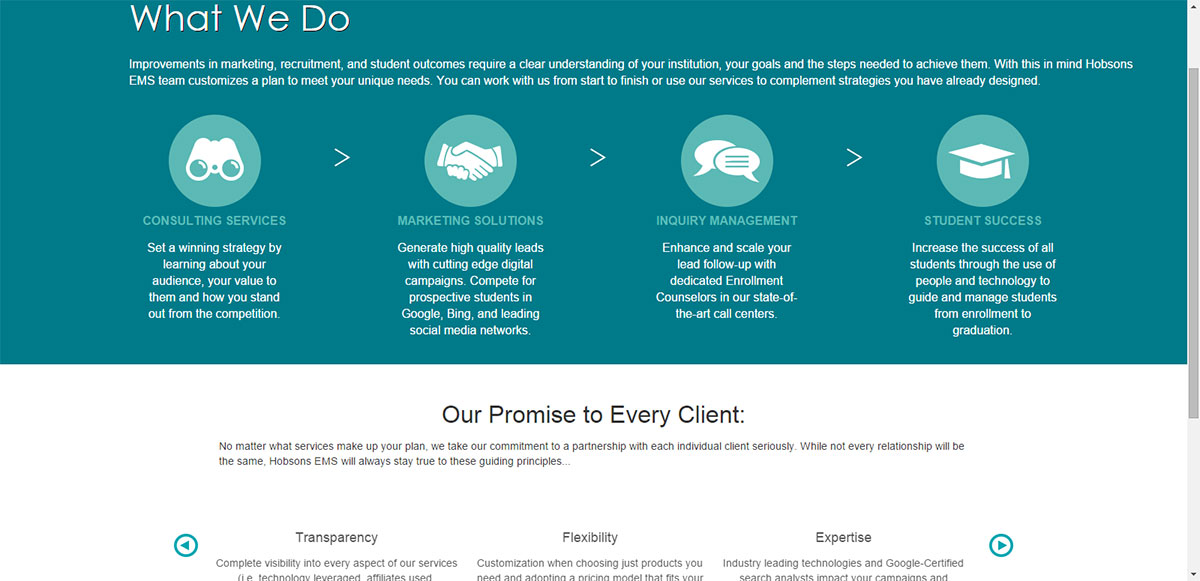 What We Do
Improvements in marketing, recruitment, and student outcomes require a clear understanding of your institution, your goals and the steps needed to achieve them. With this in mind Hobsons
EMS team customizes a plan to meet your unique needs. You can work with us from start to finish or use our services to complement strategies you have already designed.
>
>
>
CONSULTING SERVICES
Set a winning strategy by
learning about your
audience, your value to
them and how you stand
out from the competition.
MARKETING SOLUTIONS
Generate high quality leads
with cutting edge digital
campaigns. Compete for
prospective students in
Google, Bing, and leading
social media networks.
INQUIRY MANAGEMENT
Enhance and scale your
lead follow-up with
dedicated Enrollment
Counselors in our state-of-
the-art call centers.
STUDENT SUCCESS
Increase the success of all
students through the use of
people and technology to
guide and manage students
from enrollment to
graduation.
Our Promise to Every Client:
No matter what services make up your plan, we take our commitment to a partnership with each individual client seriously. While not every relationship will be
the same, Hobsons EMS will always stay true to these guiding principles...
Transparency
Complete visibility into every aspect of our services
(i.e. technology leveraged, affiliates used
Flexibility
Customization when choosing just products you
need and adopting a pricing model that fits your
Expertise
Industry leading technologies and Google-Certified
search analysts impact your campaigns and